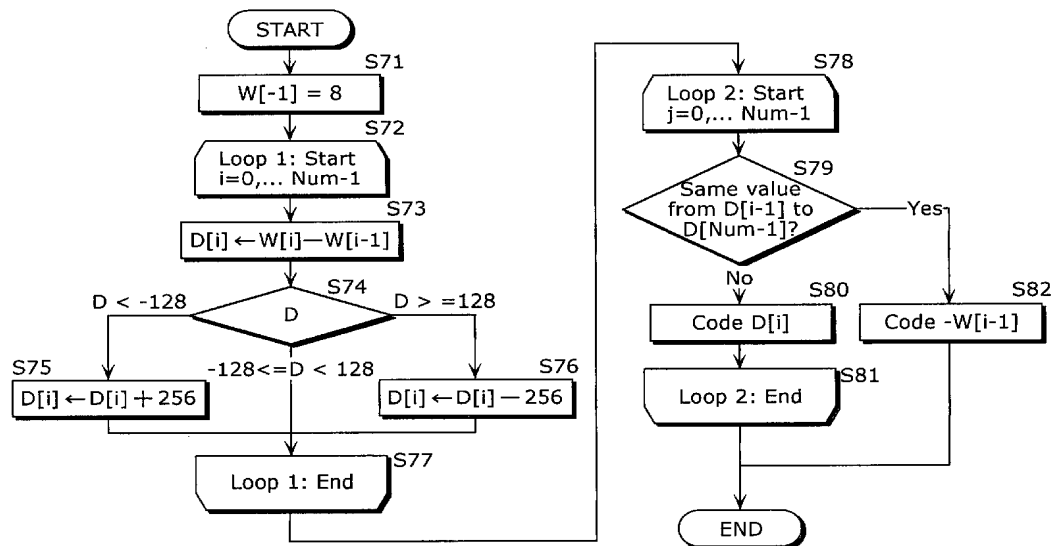 START
S71
W[-1] = 8
S72
Loop 1: Start
i=0,... Num-1
S73
D[i]←W[i]—W[i-1]
S74
D < -128
D
D > =128
-128<=D < 128
S75
D[i]←D[i]+256
S76
D[i]←D[i]−256
S77
Loop 1: End
S78
Loop 2: Start
j=0,... Num-1
S79
Same value
from D[i-1] to
D[Num-1]?
Yes
No
S80
Code D[i]
S82
Code -W[i-1]
S81
Loop 2: End
END